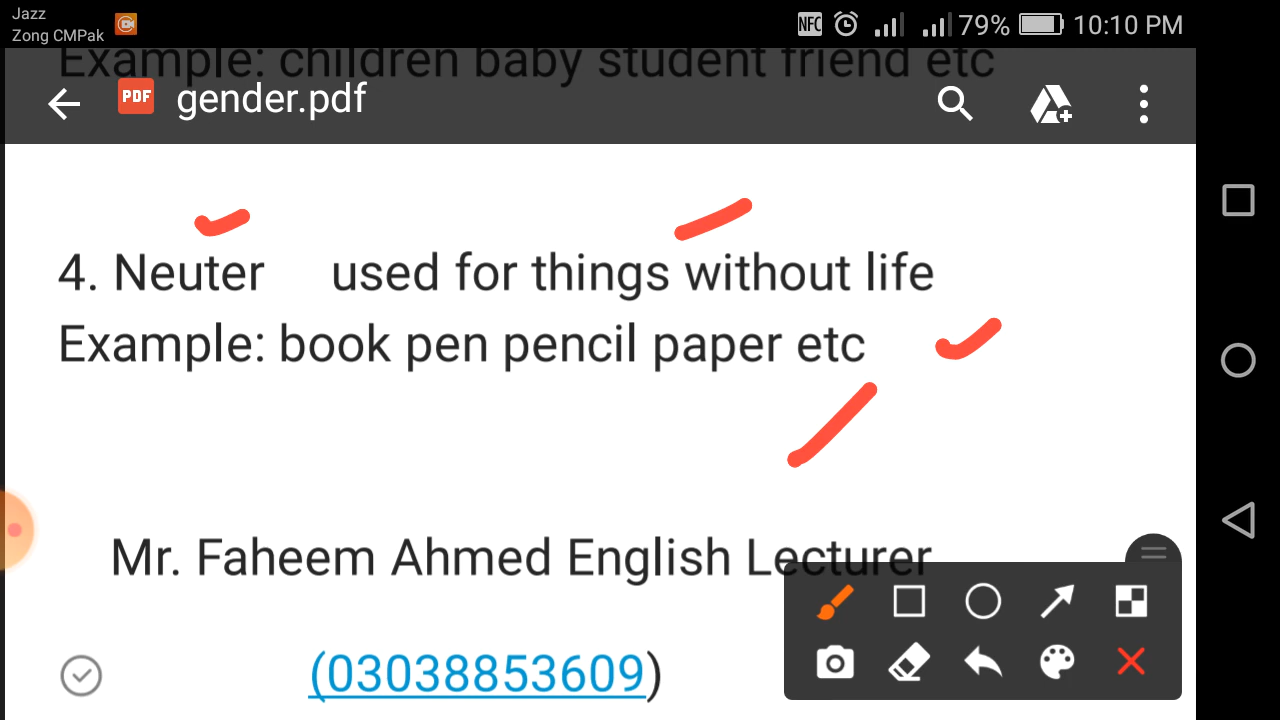 Jazz
Zong CMPak
NFC 79% 10:10 PM
Example: children baby student friend etc
PDF gender.pdf
4. Neuter used for things without life
Example: book pen pencil paper etc
Mr. Faheem Ahmed English Lecturer
(03038853609)